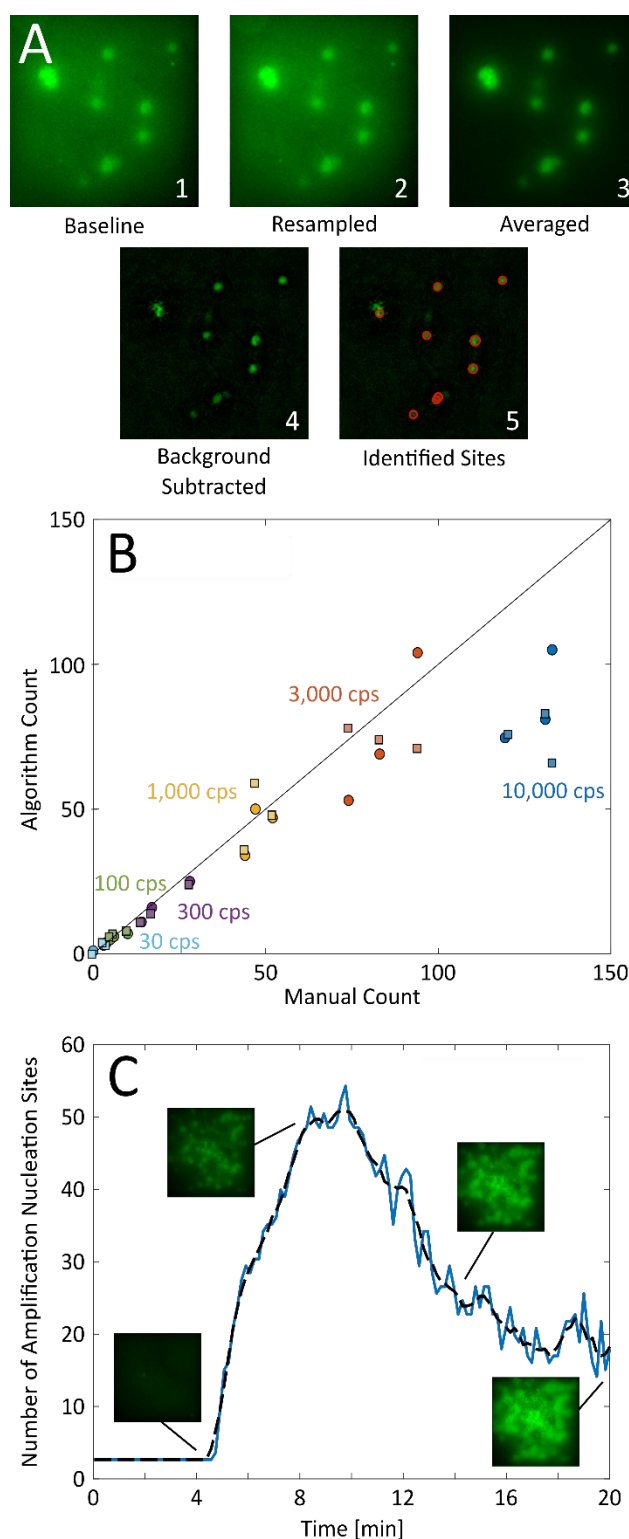 A
1
2
3
Baseline
Resampled
Averaged
4
5
Background
Subtracted
Identified Sites
B
150
100
50
0
Algorithm Count
3,000 cps
1,000 cps
10,000 cps
100 cps
300 cps
30 cps
0
50
100
150
Manual Count
C
60
50
40
30
20
10
0
Number of Amplification Nucleation Sites
0
4
8
12
16
20
Time [min]